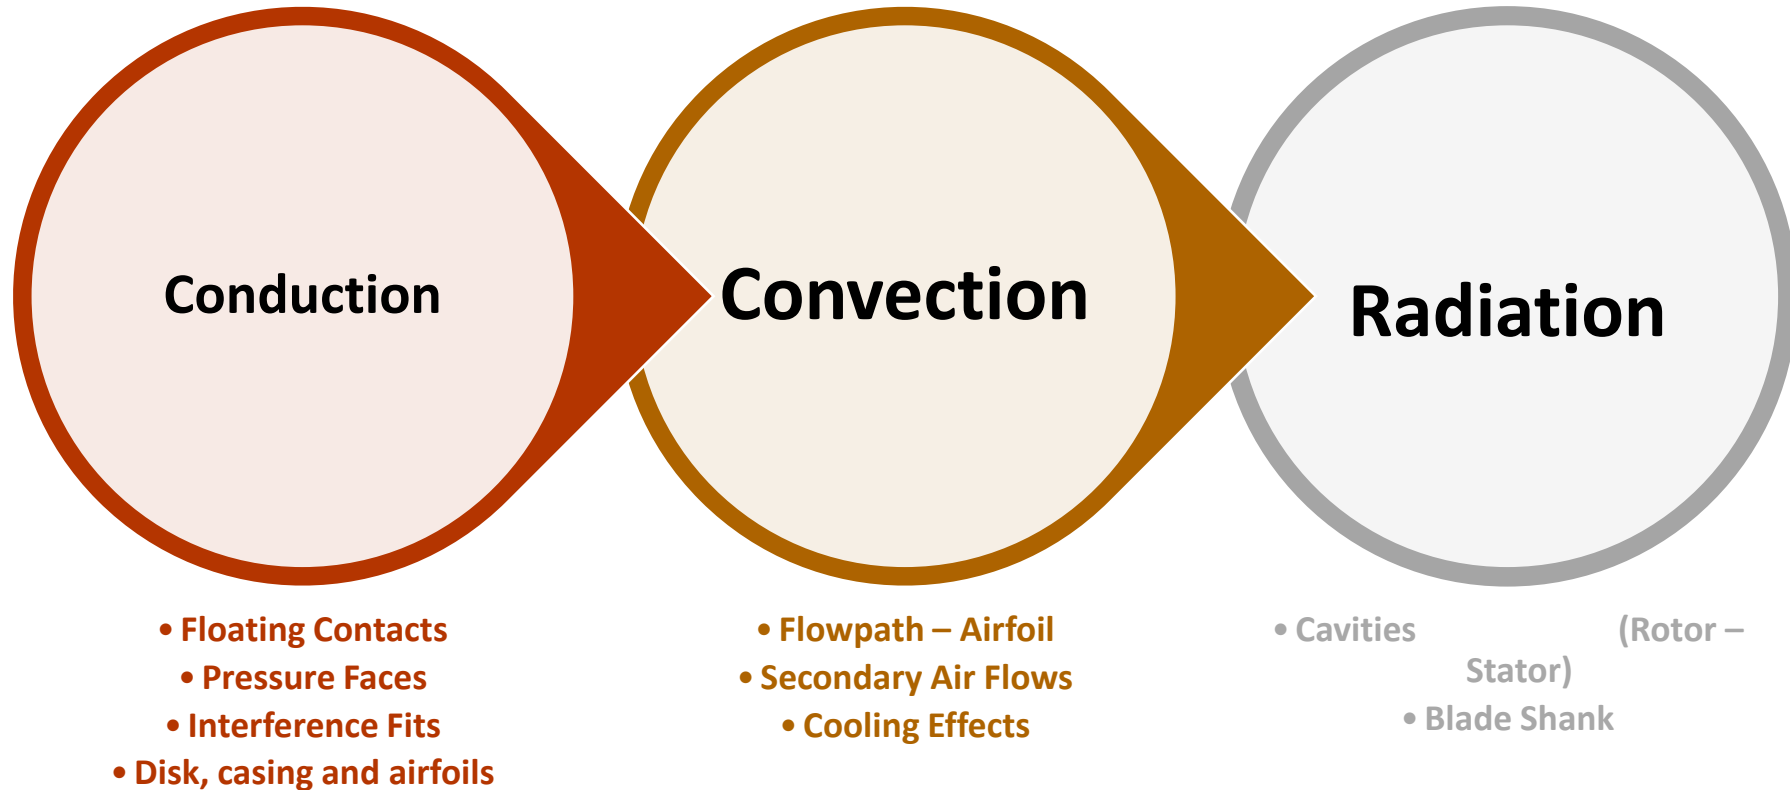 Conduction
• Floating Contacts
• Pressure Faces
• Interference Fits
• Disk, casing and airfoils
Convection
• Flowpath – Airfoil
• Secondary Air Flows
• Cooling Effects
Radiation
• Cavities (Rotor –
Stator)
• Blade Shank